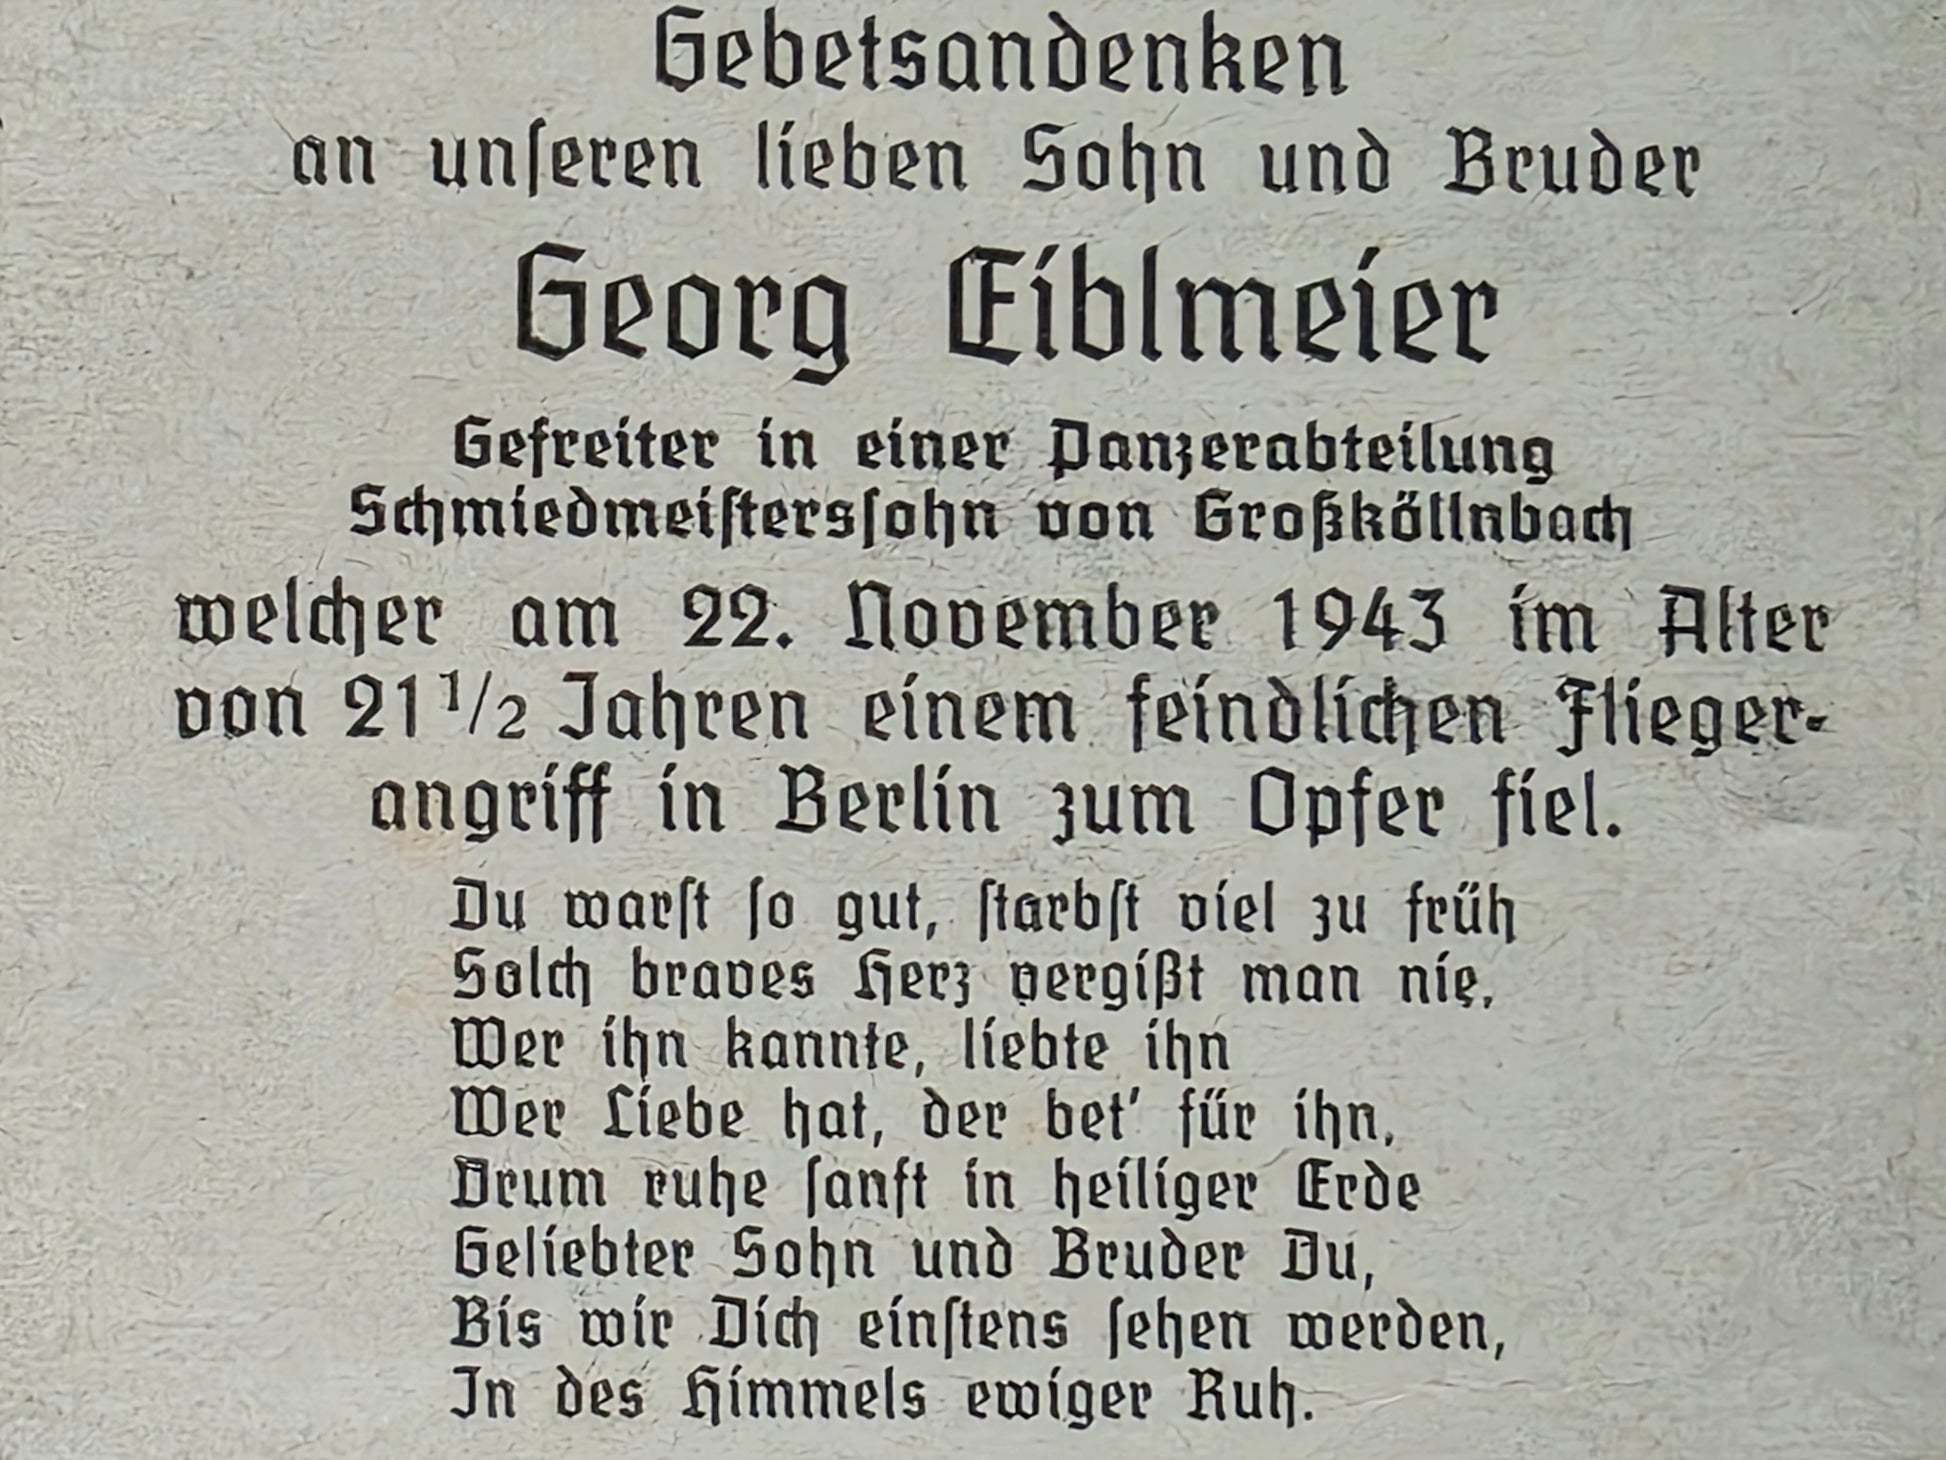 Gebetsandenken
an unſeren lieben Sohn und Bruder
Georg Eiblmeier
Gefreiter in einer Panzerabteilung
Schmiedmeiſtersſohn von Großköllnbach
welcher am 22. November 1943 im Alter
von 21 1/2 Jahren einem feindlichen Flieger-
angriff in Berlin zum Opfer fiel.
Du warſt ſo gut, ſtarbſt viel zu früh
Solch braves Herz vergißt man nie.
Wer ihn kannte, liebte ihn
Wer Liebe hat, der bet' für ihn.
Drum ruhe ſanft in heiliger Erde
Geliebter Sohn und Bruder Du,
Bis wir Dich einſtens ſehen werden,
In des Himmels ewiger Ruh.